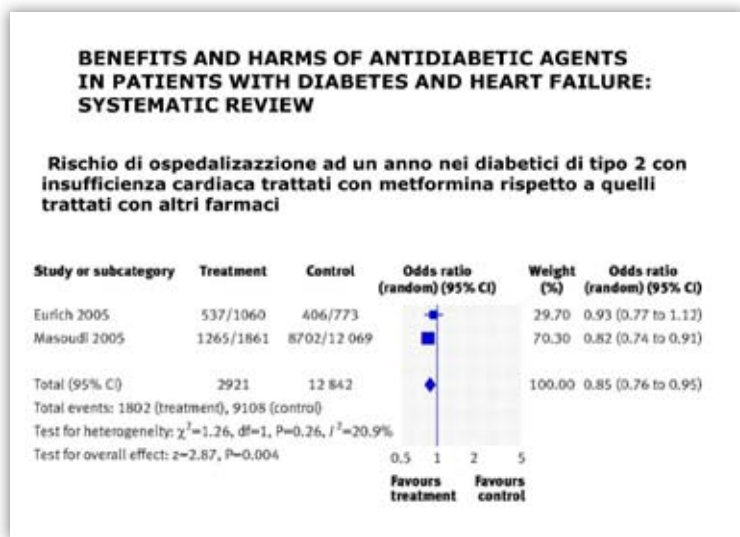 BENEFITS AND HARMS OF ANTIDIABETIC AGENTS
IN PATIENTS WITH DIABETES AND HEART FAILURE:
SYSTEMATIC REVIEW
Rischio di ospedalizazzione ad un anno nei diabetici di tipo 2 con
insufficienza cardiaca trattati con metformina rispetto a quelli
trattati con altri farmaci
Study or subcategory Treatment Control Odds ratio (random) (95% CI) Weight (%) Odds ratio (random) (95% CI)
Eurich 2005 537/1060 406/773 29.70 0.93 (0.77 to 1.12)
Masoudi 2005 1265/1861 8702/12 069 70.30 0.82 (0.74 to 0.91)
Total (95% CI) 2921 12 842 100.00 0.85 (0.76 to 0.95)
Total events: 1802 (treatment), 9108 (control)
Test for heterogeneity: χ²=1.26, df=1, P=0.26, I²=20.9%
Test for overall effect: z=2.87, P=0.004
0.5 1 2 5
Favours treatment Favours control